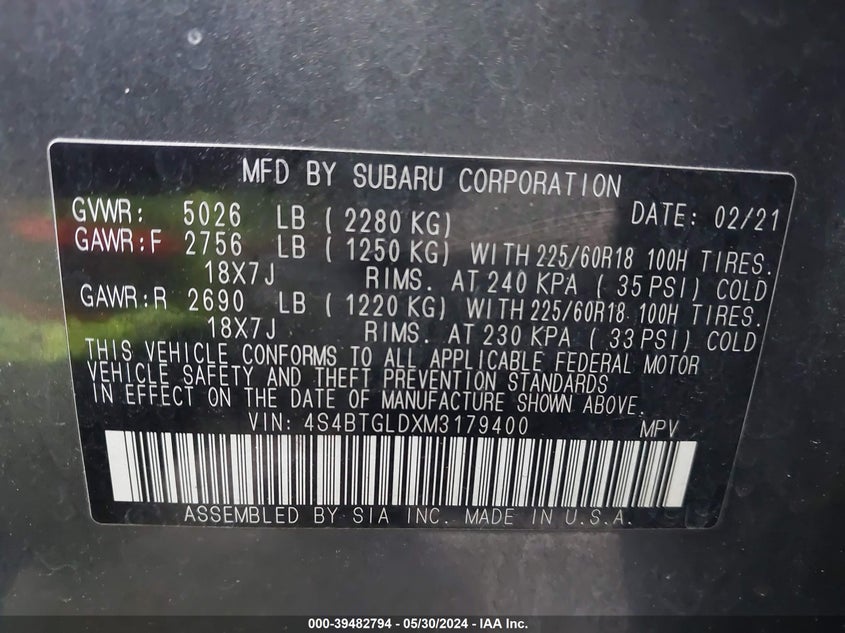 MFD BY SUBARU CORPORATION
GVWR: 5026 LB ( 2280 KG) DATE: 02/21
GAWR:F 2756 LB ( 1250 KG) WITH 225/60R18 100H TIRES.
18X7J RIMS. AT 240 KPA ( 35 PSI) COLD
GAWR:R 2690 LB ( 1220 KG) WITH 225/60R18 100H TIRES.
18X7J RIMS. AT 230 KPA ( 33 PSI) COLD
THIS VEHICLE CONFORMS TO ALL APPLICABLE FEDERAL MOTOR
VEHICLE SAFETY AND THEFT PREVENTION STANDARDS
IN EFFECT ON THE DATE OF MANUFACTURE SHOWN ABOVE.
VIN: 4S4BTGLDXM3179400 MPV
ASSEMBLED BY SIA INC. MADE IN U.S.A.
000-39482794 - 05/30/2024 - IAA Inc.